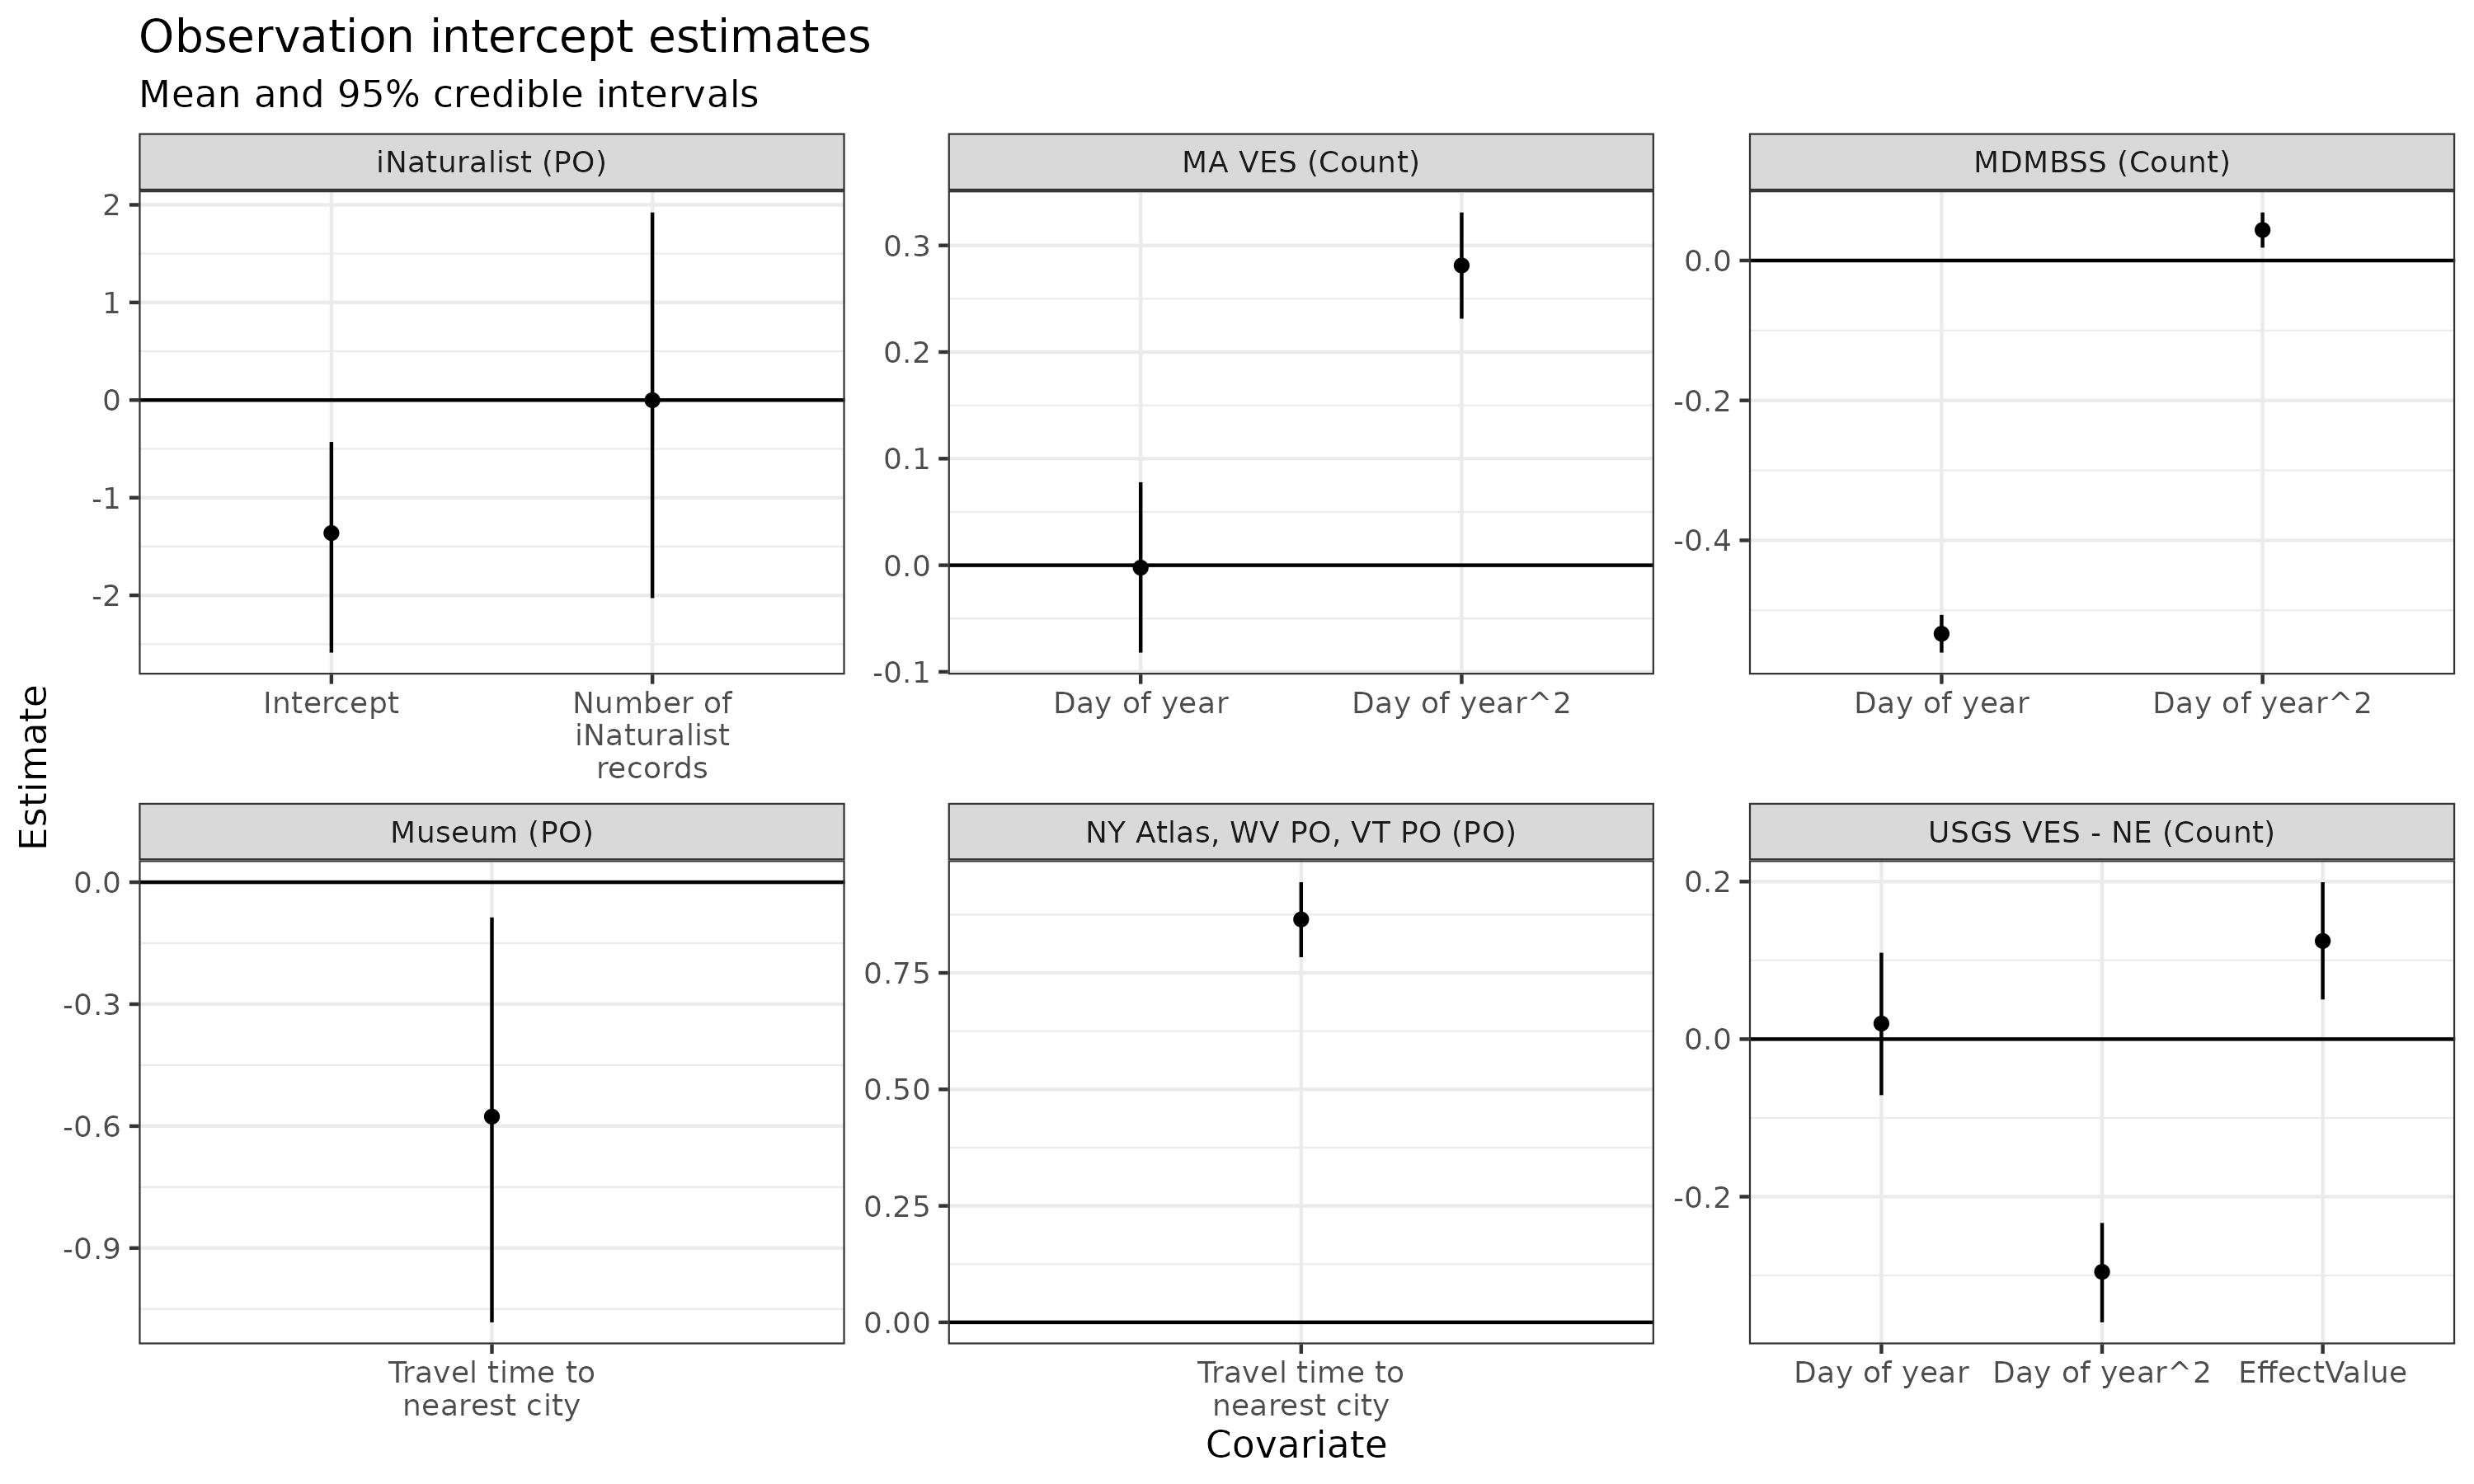 Observation intercept estimates
Mean and 95% credible intervals
Estimate
iNaturalist (PO)
2
1
0
-1
-2
Intercept
Number of
iNaturalist
records
MA VES (Count)
0.3
0.2
0.1
0.0
-0.1
Day of year
Day of year^2
MDMBSS (Count)
0.0
-0.2
-0.4
Day of year
Day of year^2
Museum (PO)
0.0
-0.3
-0.6
-0.9
Travel time to
nearest city
NY Atlas, WV PO, VT PO (PO)
0.75
0.50
0.25
0.00
Travel time to
nearest city
USGS VES - NE (Count)
0.2
0.0
-0.2
Day of year
Day of year^2
EffectValue
Covariate